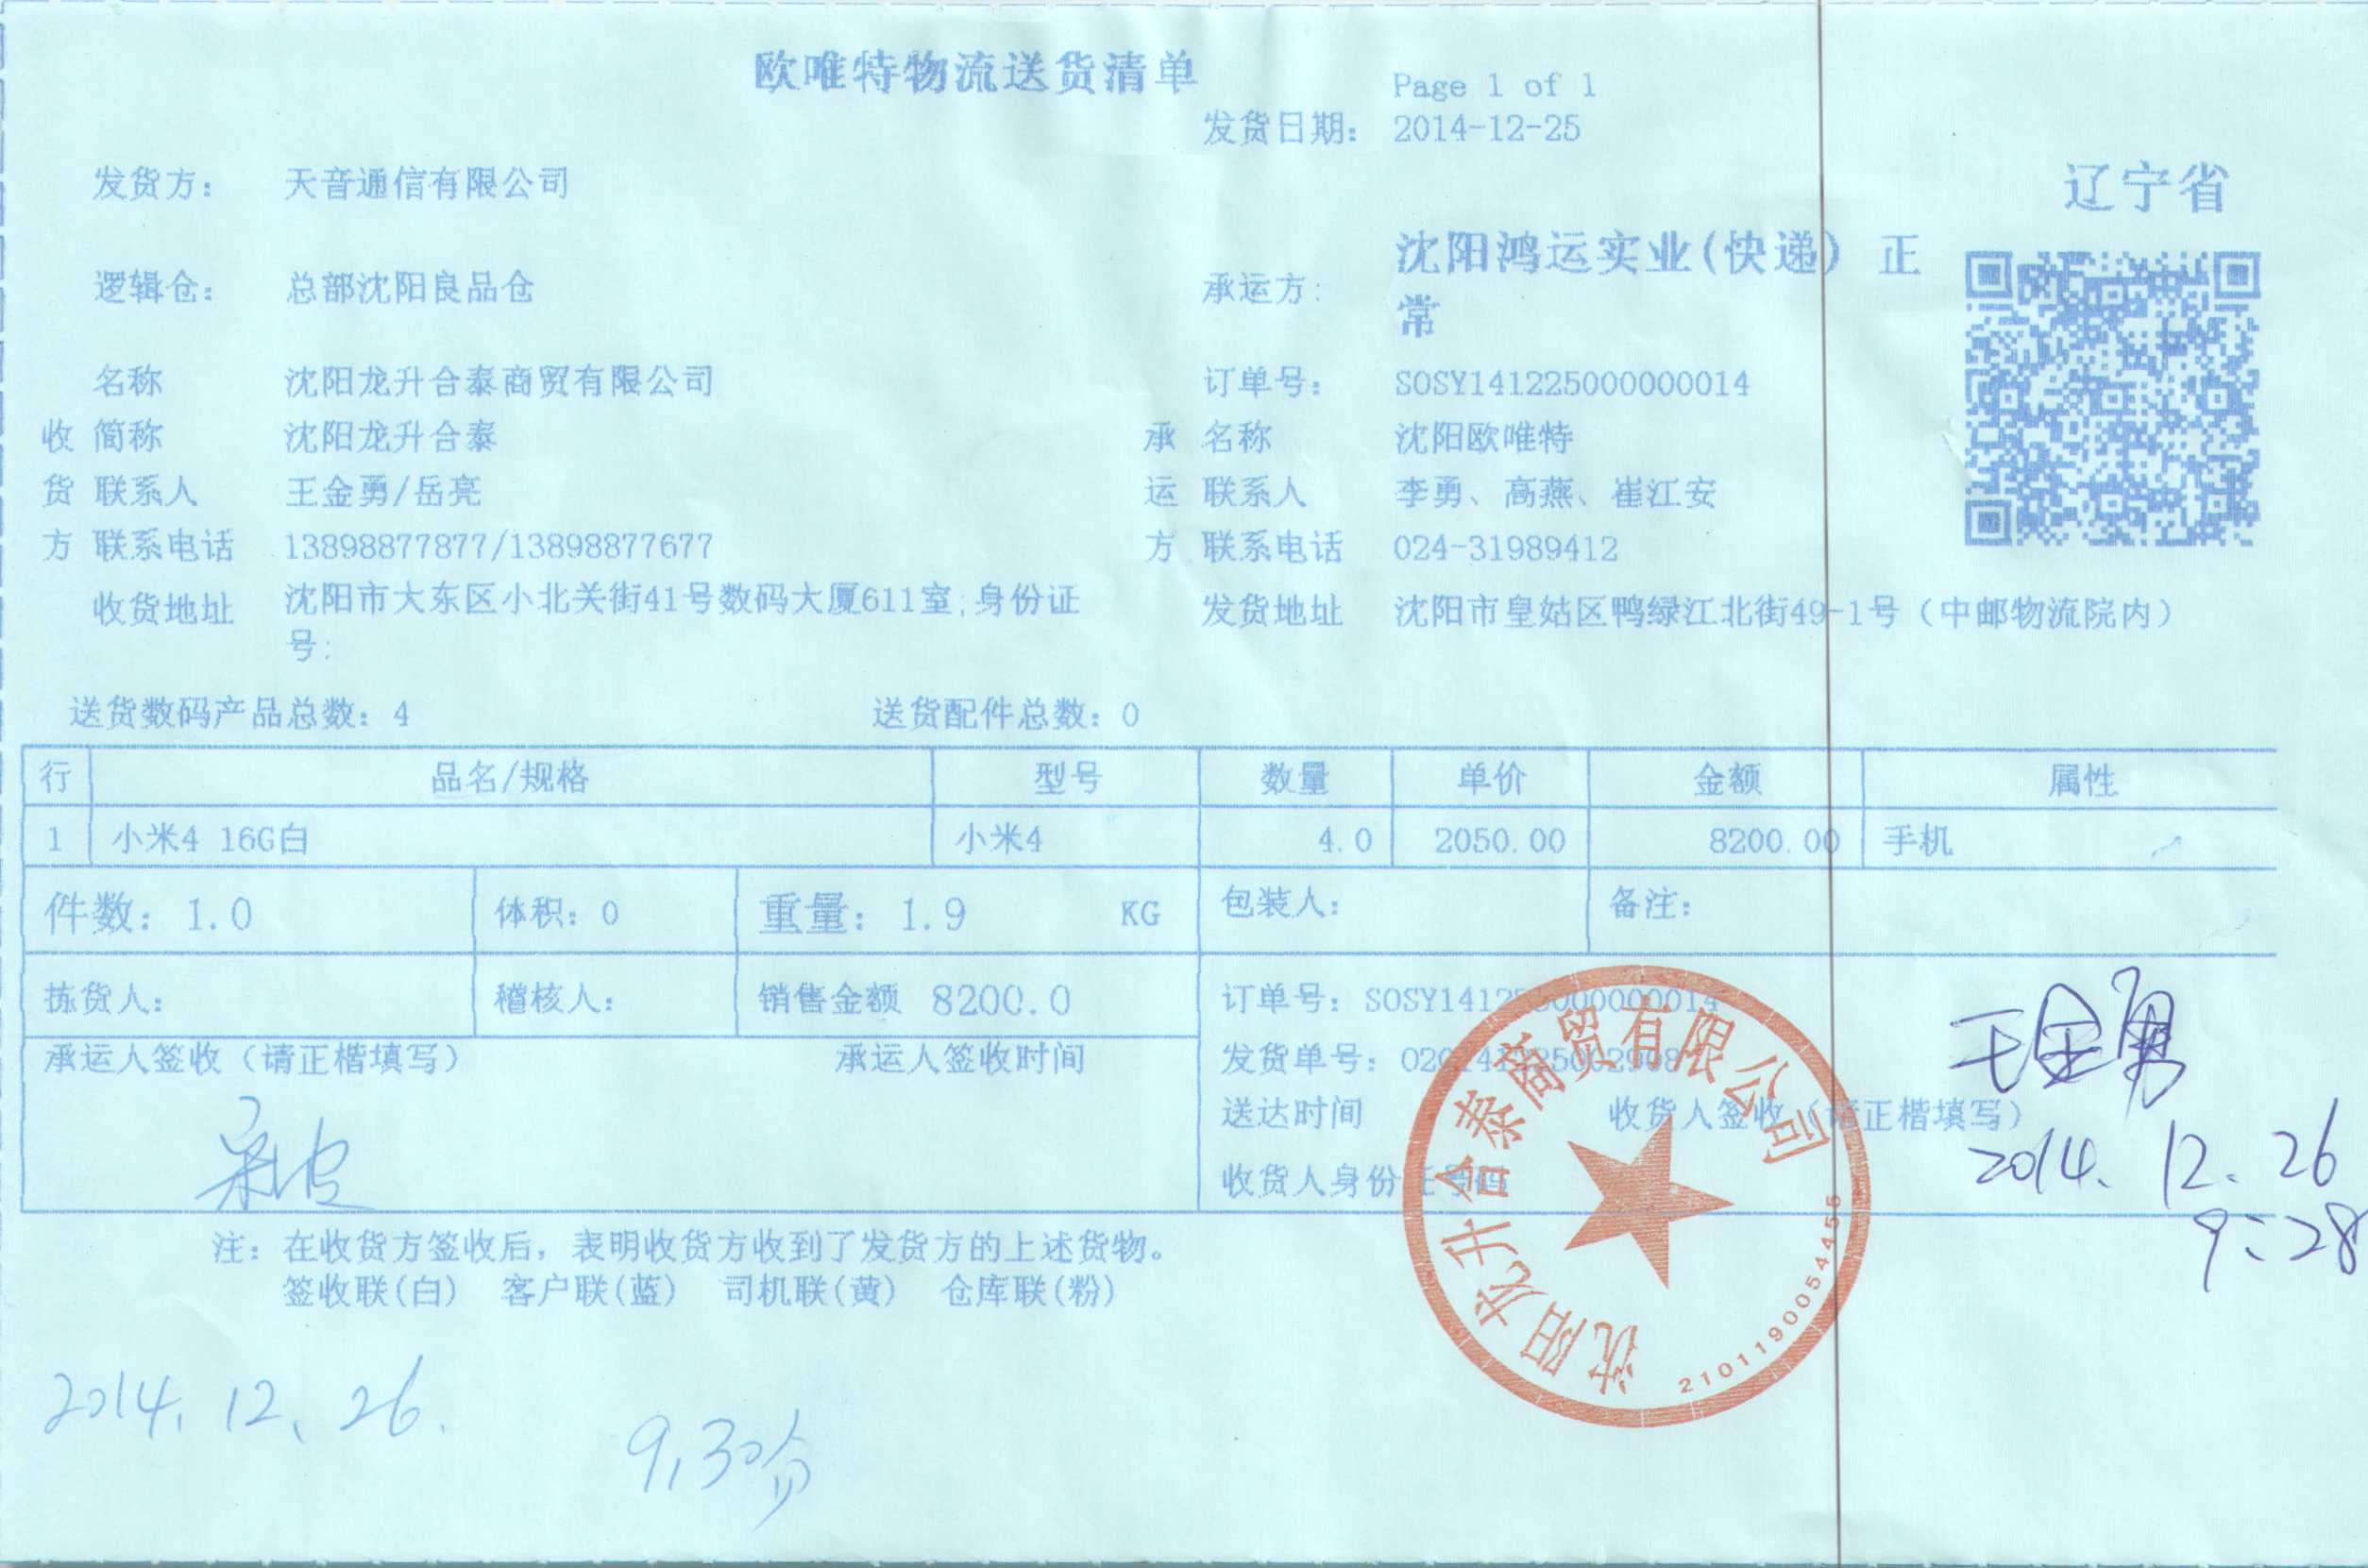 欧唯特物流送货清单
Page 1 of 1
发货日期: 2014-12-25
发货方: 天音通信有限公司
辽宁省
逻辑仓: 总部沈阳良品仓
承运方: 沈阳鸿运实业(快递) 正
常
名称 沈阳龙升合泰商贸有限公司
订单号: SOSY141225000000014
收 简称 沈阳龙升合泰
承 名称 沈阳欧唯特
货 联系人 王金勇/岳亮
运 联系人 李勇、高燕、崔江安
方 联系电话 13898877877/13898877677
方 联系电话 024-31989412
收货地址 沈阳市大东区小北关街41号数码大厦611室;身份证
号:
发货地址 沈阳市皇姑区鸭绿江北街49-1号（中邮物流院内）
送货数码产品总数: 4 送货配件总数: 0
行 品名/规格 型号 数量 单价 金额 属性
1 小米4 16G白 小米4 4.0 2050.00 8200.00 手机
件数: 1.0 体积: 0 重量: 1.9 KG 包装人: 备注:
拣货人: 稽核人: 销售金额 8200.0 订单号: SOSY141225000000014
承运人签收（请正楷填写） 承运人签收时间
发货单号:
送达时间 收货人签收（请正楷填写）
收货人身份证号码
王金勇
2014.12.26
9:28
注: 在收货方签收后, 表明收货方收到了发货方的上述货物。
签收联(白) 客户联(蓝) 司机联(黄) 仓库联(粉)
沈阳龙升合泰商贸有限公司
2101190054455
2014.12.26.
9,30分